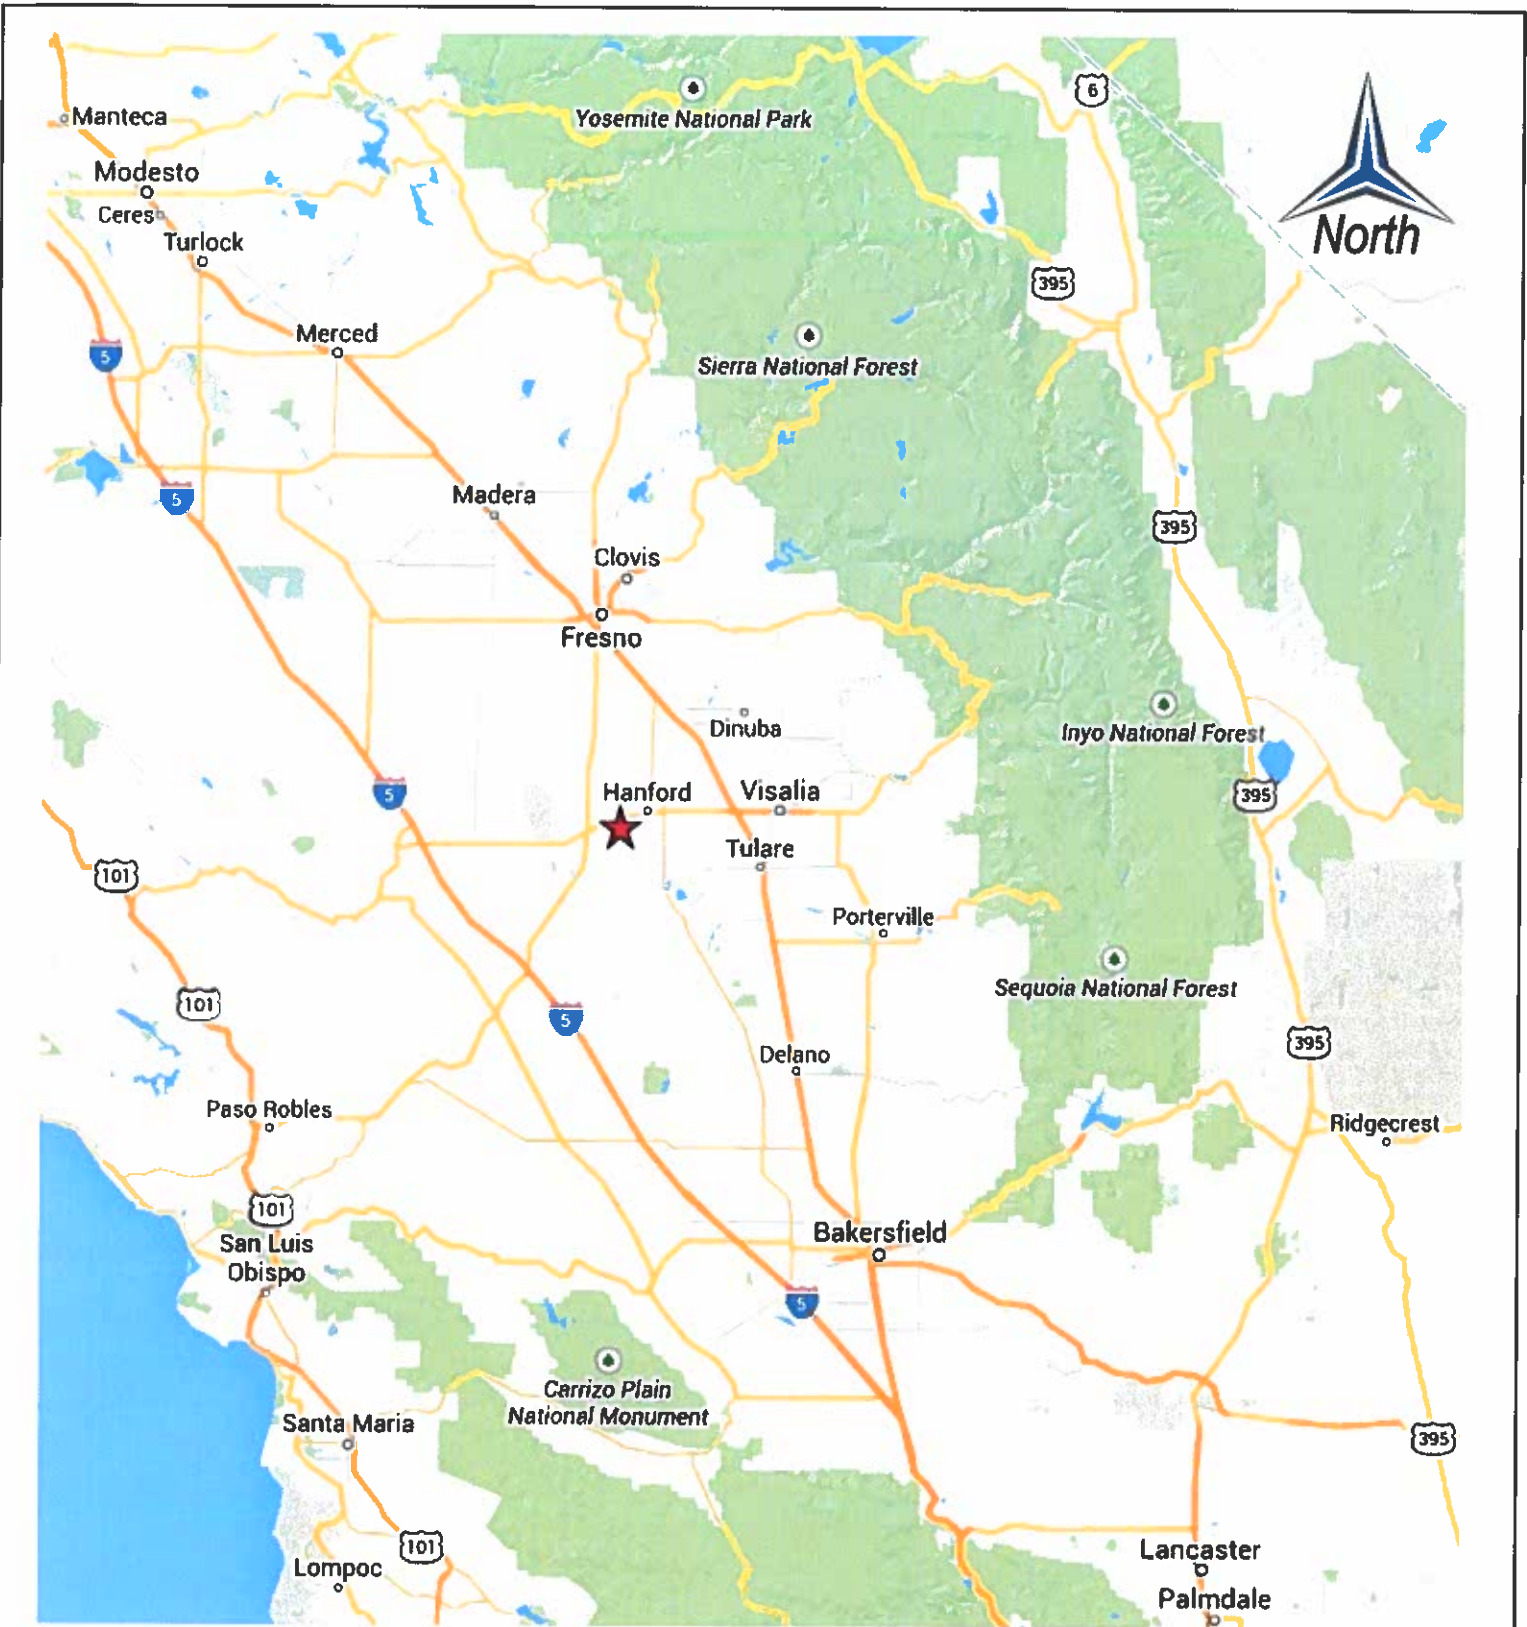 6
Manteca
Yosemite National Park
Modesto
Ceres
Turlock
North
395
Merced
5
Sierra National Forest
5
Madera
395
Clovis
Fresno
Dinuba
Inyo National Forest
5
Hanford
Visalia
395
Tulare
101
Porterville
Sequoia National Forest
101
5
395
Delano
Paso Robles
Ridgecrest
101
San Luis
Obispo
Bakersfield
5
Carrizo Plain
National Monument
Santa Maria
395
101
Lancaster
Lompoc
Palmdale